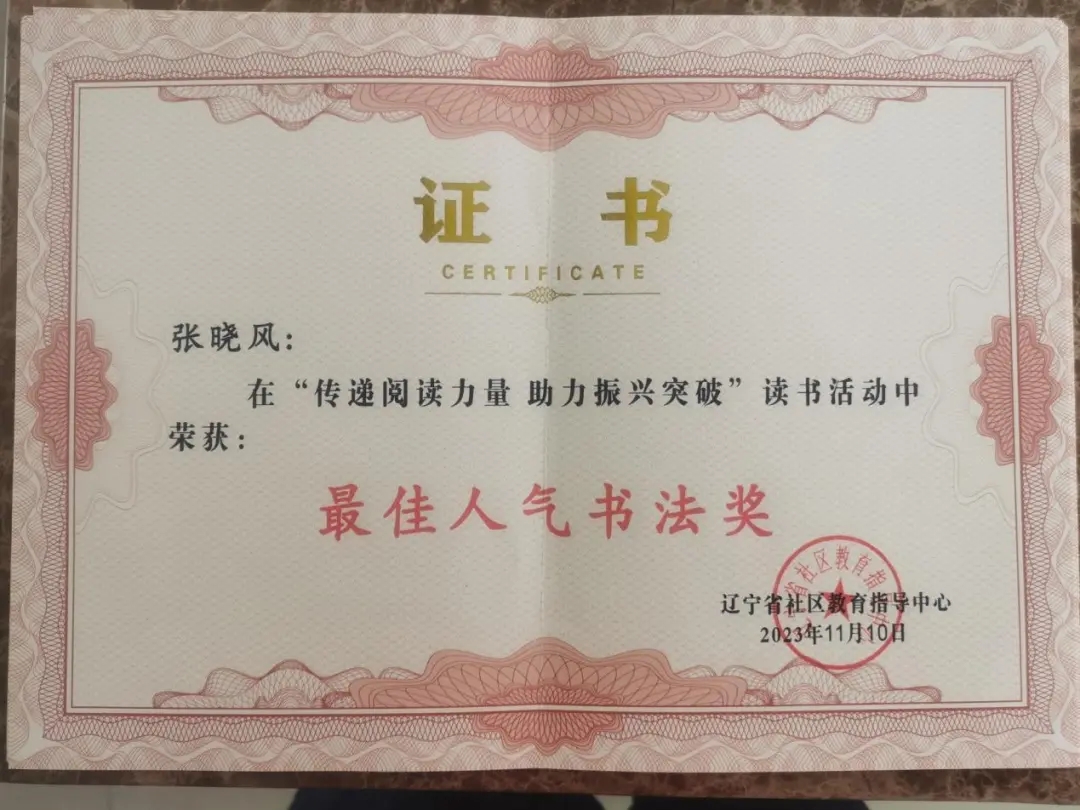 证 书
CERTIFICATE
张晓风：
在“传递阅读力量 助力振兴突破”读书活动中
荣获：
最佳人气书法奖
辽宁省社区教育指导中心
2023年11月10日